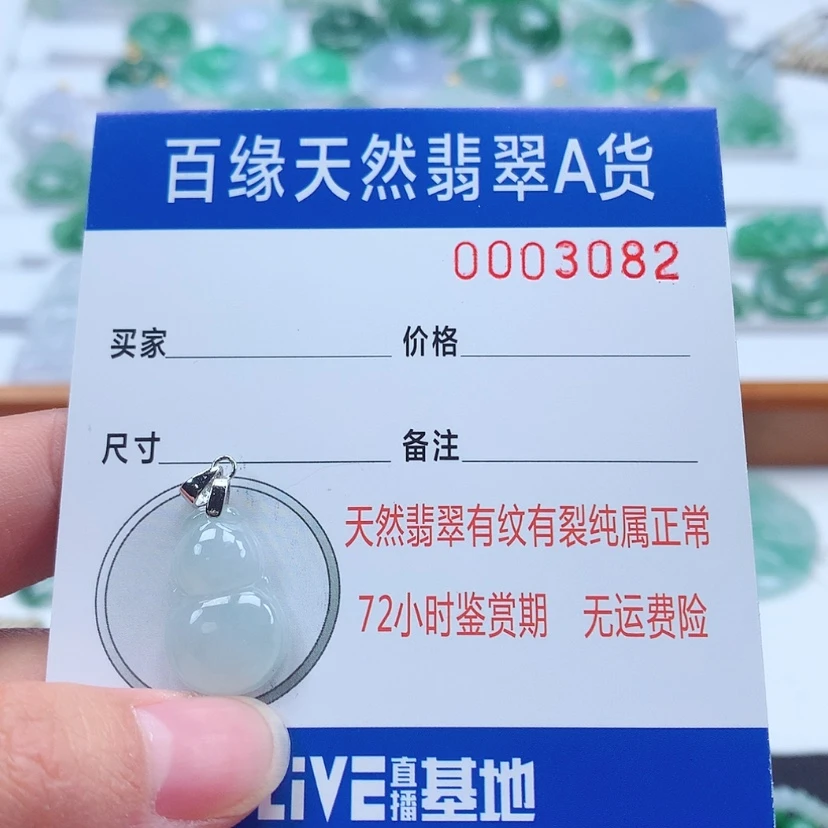 百缘天然翡翠A货
0003082
买家 价格
尺寸 备注
天然翡翠有纹有裂纯属正常
72小时鉴赏期 无运费险
LIVE直播基地